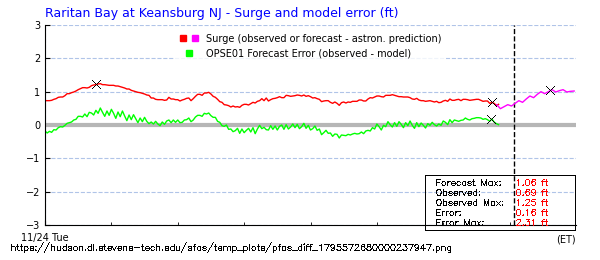 Raritan Bay at Keansburg NJ - Surge and model error (ft)
Surge (observed or forecast - astron. prediction)
OPSE01 Forecast Error (observed - model)
3
2
1
0
−1
−2
−3
Forecast Max: 1.06 ft
Observed: 0.69 ft
Observed Max: 1.25 ft
Error: 0.16 ft
Error Max: 2.31 ft
11/24 Tue
(ET)
https://hudson.dl.stevens-tech.edu/sfas/temp_plots/pfas_diff_1795572680000237947.png